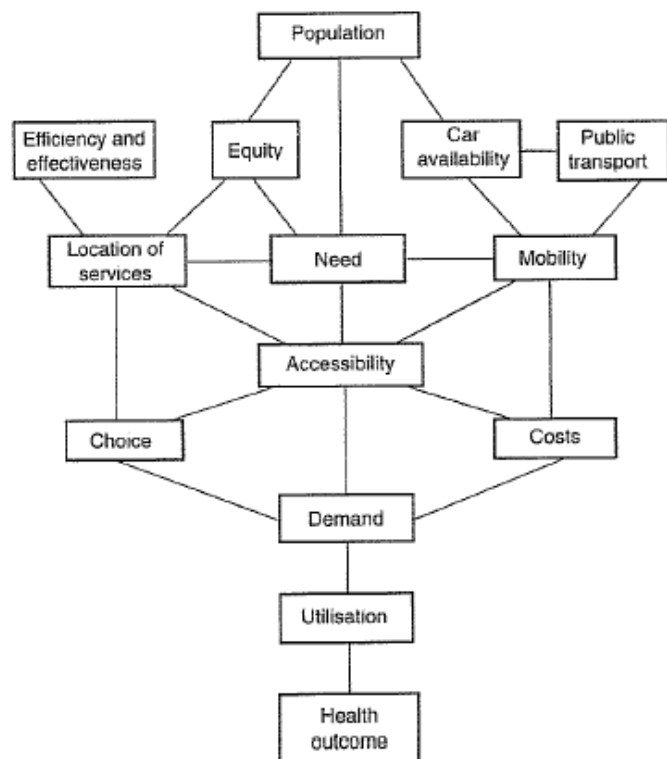 Population
Efficiency and
effectiveness
Equity
Car
availability
Public
transport
Location of
services
Need
Mobility
Accessibility
Choice
Costs
Demand
Utilisation
Health
outcome